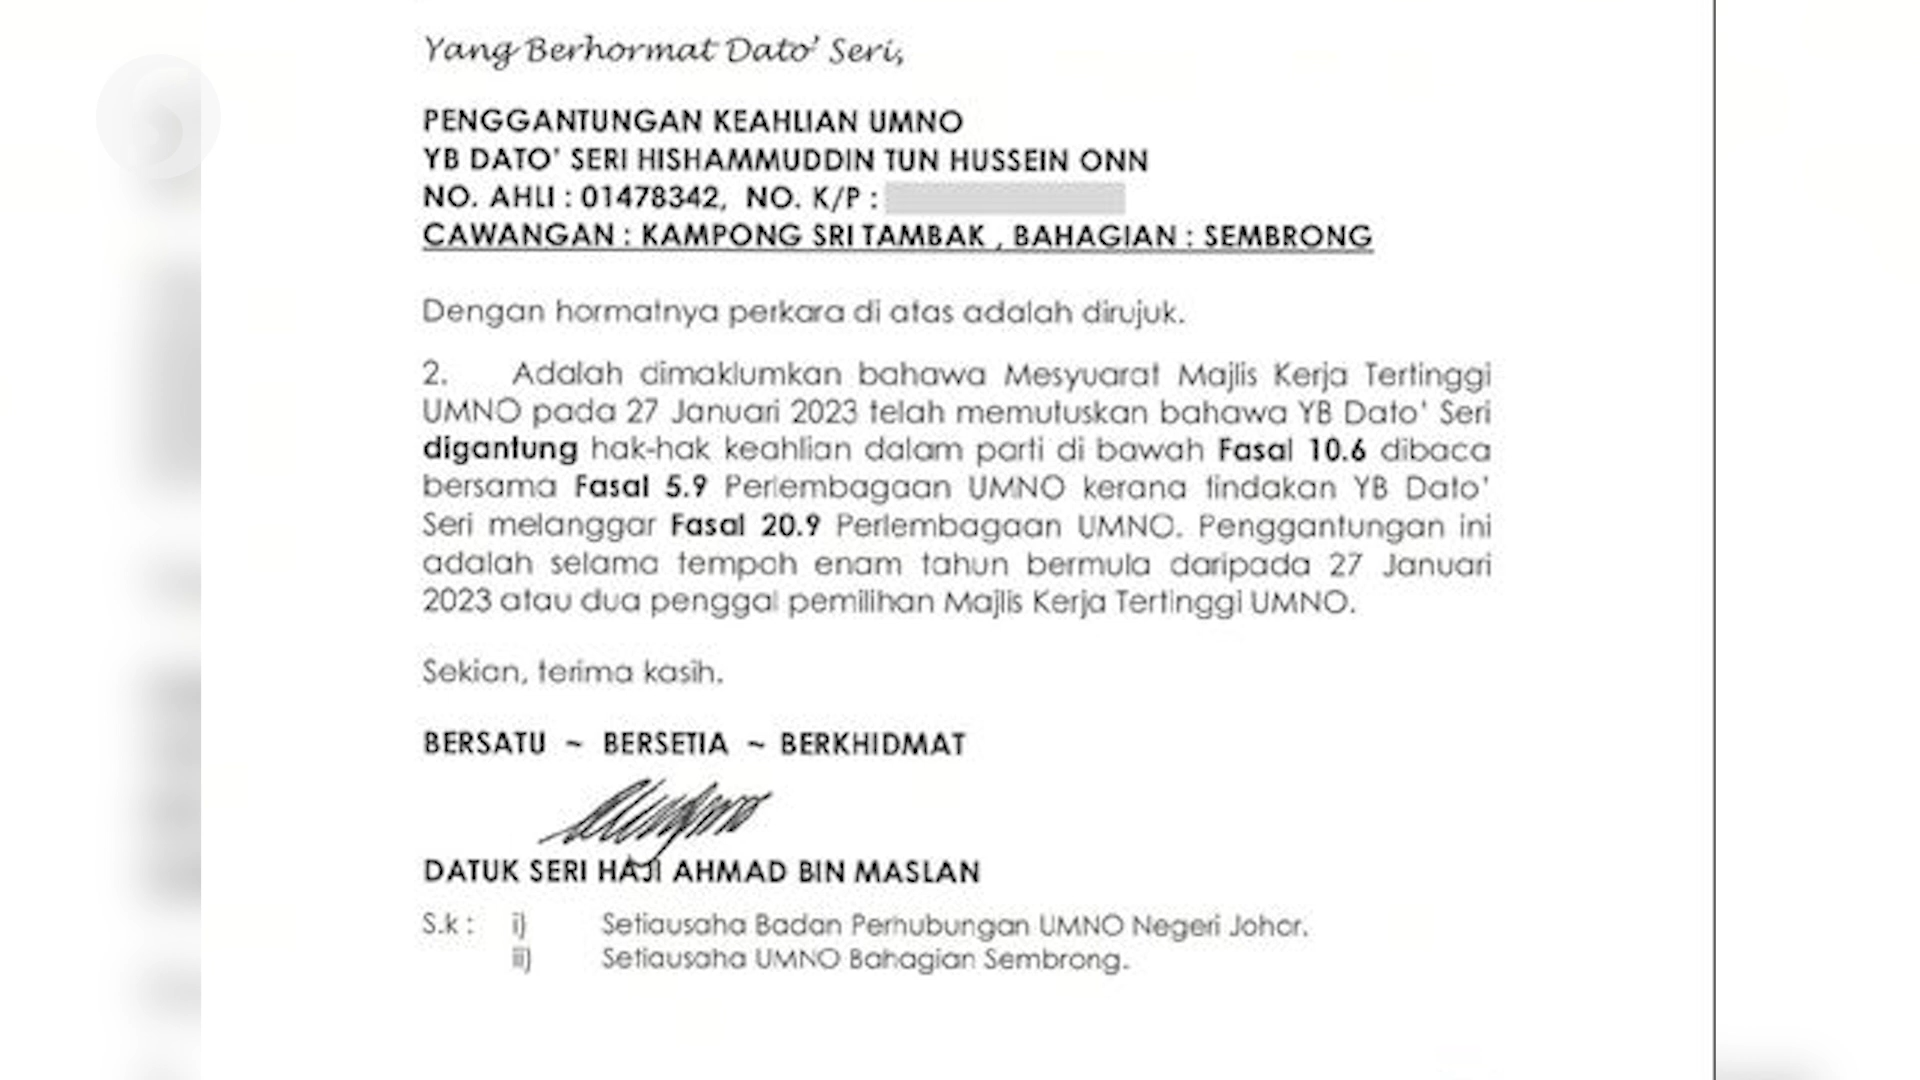 Yang Berhormat Dato' Seri,
PENGGANTUNGAN KEAHLIAN UMNO
YB DATO' SERI HISHAMMUDDIN TUN HUSSEIN ONN
NO. AHLI : 01478342, NO. K/P :
CAWANGAN : KAMPONG SRI TAMBAK , BAHAGIAN : SEMBRONG
Dengan hormatnya perkara di atas adalah dirujuk.
2. Adalah dimaklumkan bahawa Mesyuarat Majlis Kerja Tertinggi
UMNO pada 27 Januari 2023 telah memutuskan bahawa YB Dato' Seri
digantung hak-hak keahlian dalam parti di bawah Fasal 10.6 dibaca
bersama Fasal 5.9 Perlembagaan UMNO kerana tindakan YB Dato'
Seri melanggar Fasal 20.9 Perlembagaan UMNO. Penggantungan ini
adalah selama tempoh enam tahun bermula daripada 27 Januari
2023 atau dua penggal pemilihan Majlis Kerja Tertinggi UMNO.
Sekian, terima kasih.
BERSATU ~ BERSETIA ~ BERKHIDMAT
DATUK SERI HAJI AHMAD BIN MASLAN
S.k : i) Setiausaha Badan Perhubungan UMNO Negeri Johor.
ii) Setiausaha UMNO Bahagian Sembrong.